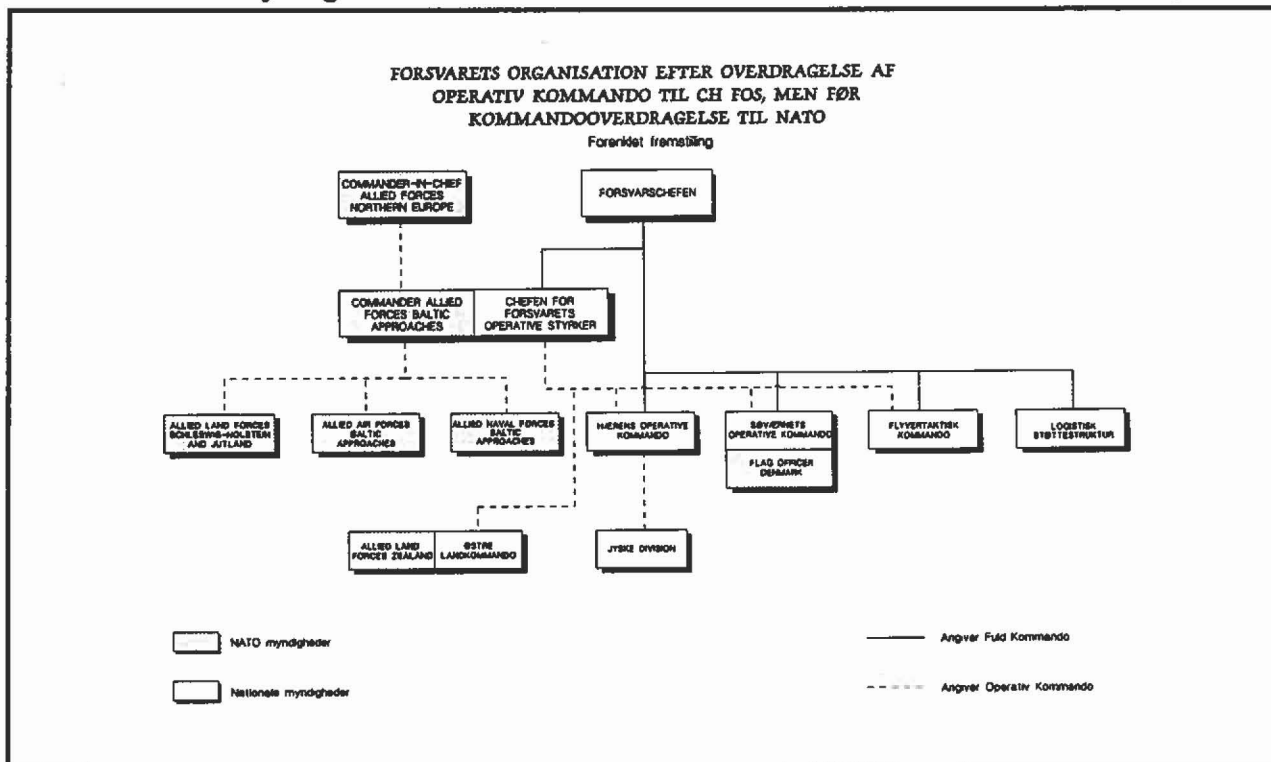 FORSVARETS ORGANISATION EFTER OVERDRAGELSE AF
OPERATIV KOMMANDO TIL CH FOS, MEN FØR
KOMMANDOOVERDRAGELSE TIL NATO
Forenklet fremstilling
COMMANDER-IN-CHIEF
ALLIED FORCES
NORTHERN EUROPE
FORSVARSCHEFEN
COMMANDER ALLIED
FORCES BALTIC
APPROACHES
CHEFEN FOR
FORSVARETS
OPERATIVE STYRKER
ALLIED LAND FORCES
SCHLESWIG-HOLSTEIN
AND JUTLAND
ALLIED AIR FORCES
BALTIC
APPROACHES
ALLIED NAVAL FORCES
BALTIC
APPROACHES
HÆRENS OPERATIVE
KOMMANDO
SØVÆRNETS
OPERATIVE KOMMANDO
FLAG OFFICER
DENMARK
FLYVERTAKTISK
KOMMANDO
LOGISTISK
STØTTESTRUKTUR
ALLIED LAND
FORCES ZEALAND
ØSTRE
LANDKOMMANDO
JYSKE DIVISION
NATO myndigheder
Nationale myndigheder
Angiver Fuld Kommando
Angiver Operativ Kommando